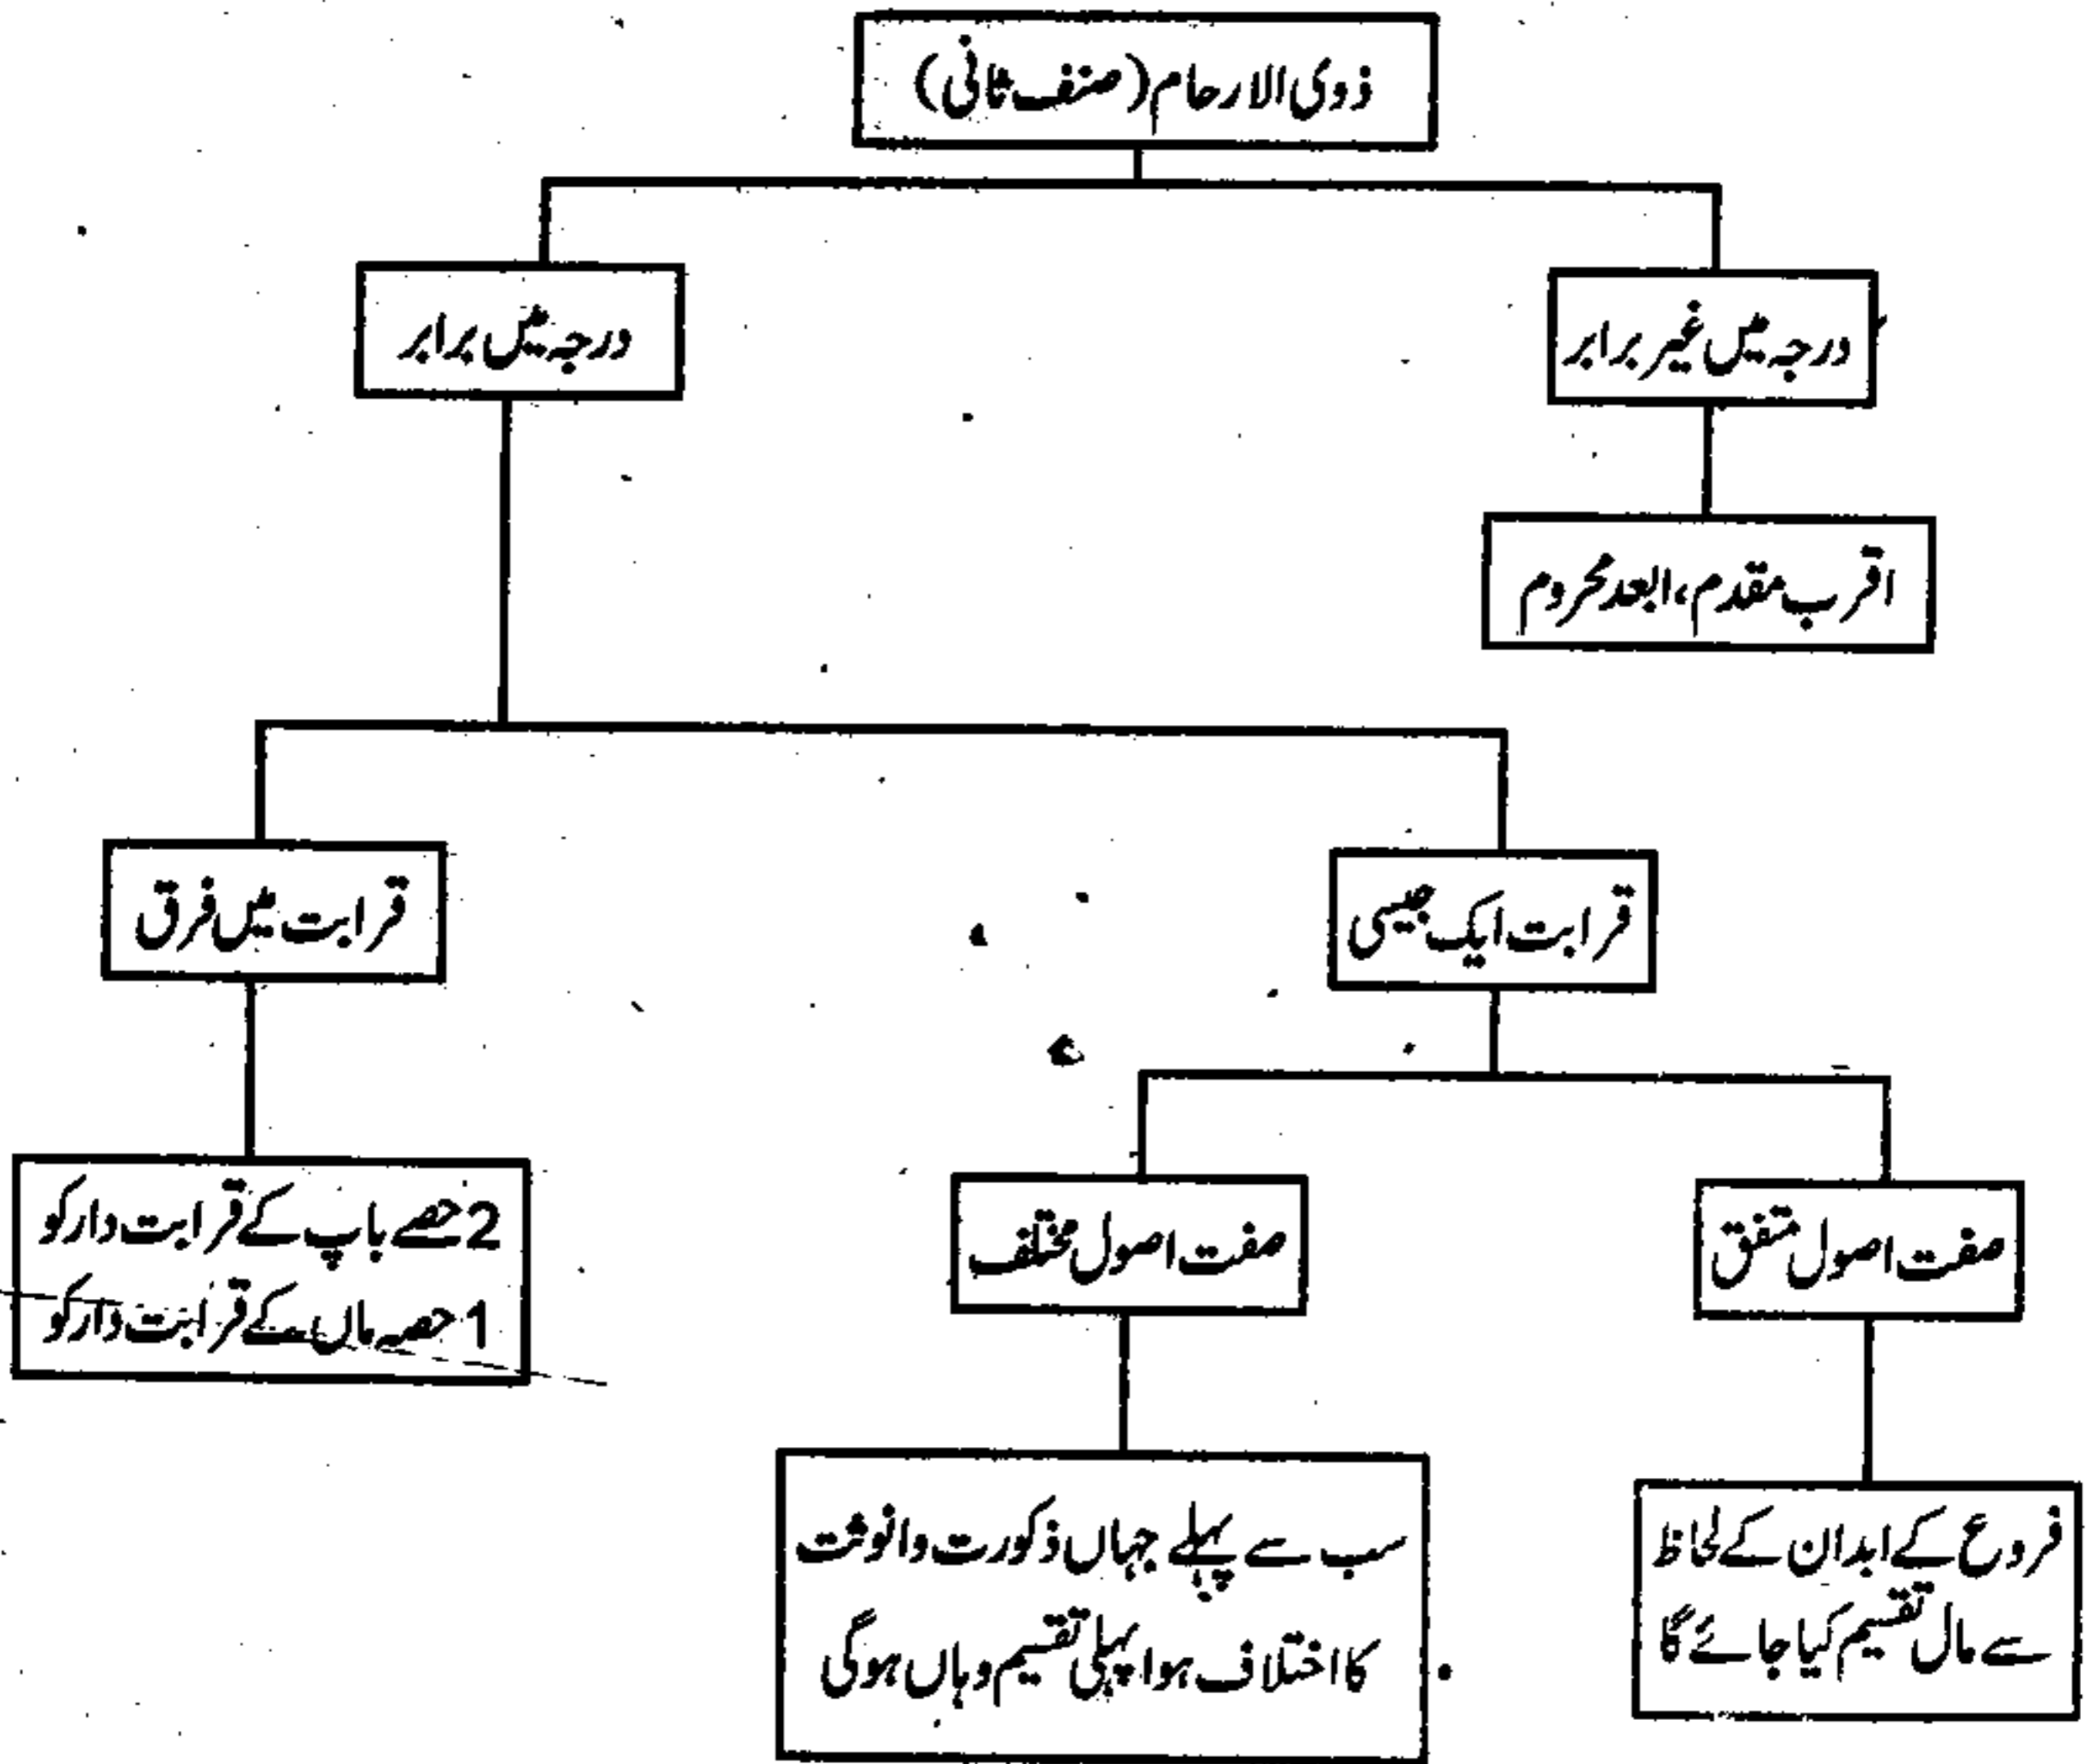 ذوی الارحام (صنف ثانی)
درجہ میں غیر برابر
درجہ میں برابر
اقرب مقدم، ابعد محروم
قرابت ایک جیسی
قرابت میں فرق
صفت اصول متفق
صفت اصول مختلف
2 حصے باپ کے قرابت دار کو
1 حصہ ماں کے قرابت دار کو
فروع کے ابدان کے لحاظ
سے مال تقسیم کیا جائے گا
سب سے پہلے جہاں ذکورت وانوثت
کا اختلاف ہوا پہلی تقسیم وہاں ہوگی